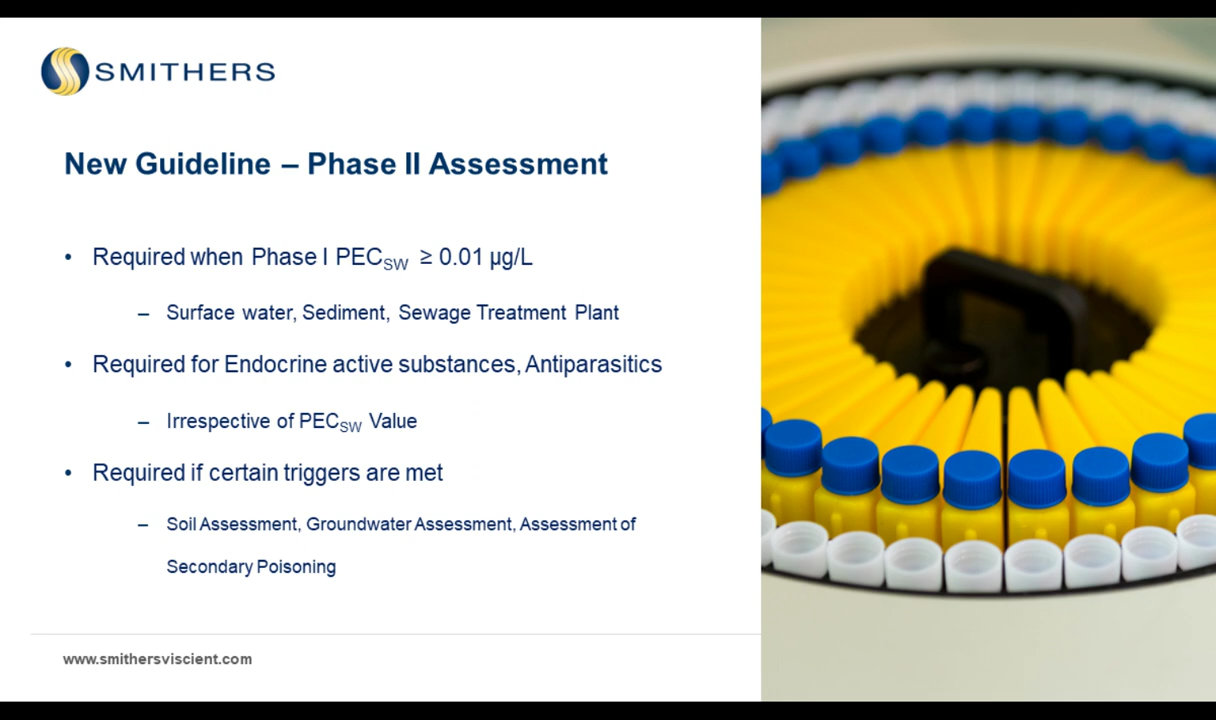 SMITHERS
New Guideline – Phase II Assessment
• Required when Phase I PECSW ≥ 0.01 µg/L
– Surface water, Sediment, Sewage Treatment Plant
• Required for Endocrine active substances, Antiparasitics
– Irrespective of PECSW Value
• Required if certain triggers are met
– Soil Assessment, Groundwater Assessment, Assessment of
Secondary Poisoning
www.smithersviscient.com